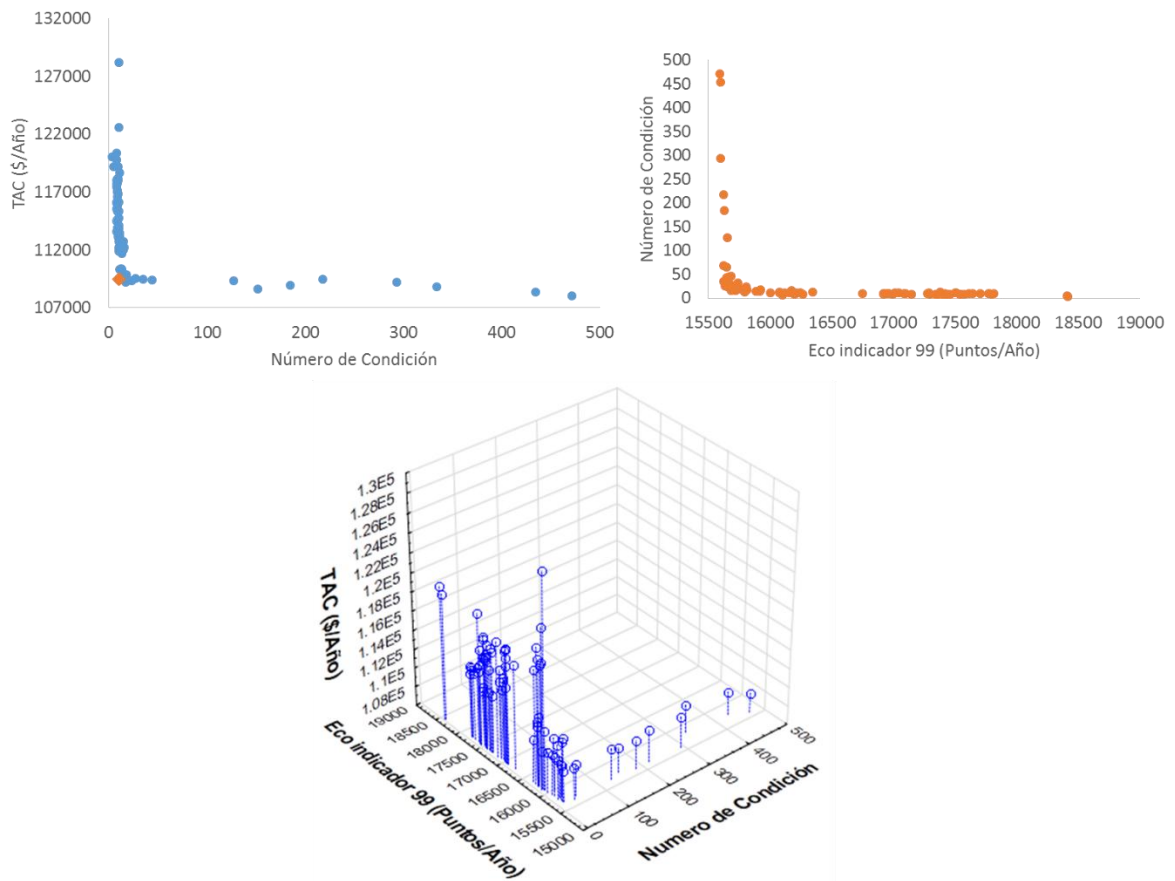 132000
127000
122000
117000
112000
107000
TAC ($/Año)
0 100 200 300 400 500
Número de Condición
500
450
400
350
300
250
200
150
100
50
0
Número de Condición
15500 16000 16500 17000 17500 18000 18500 19000
Eco indicador 99 (Puntos/Año)
1.3E5
1.28E5
1.26E5
1.24E5
1.22E5
1.2E5
1.18E5
1.16E5
1.14E5
1.12E5
1.1E5
1.08E5
TAC ($/Año)
19000
18500
18000
17500
17000
16500
16000
15500
15000
Eco indicador 99 (Puntos/Año)
0
100
200
300
400
500
Numero de Condición